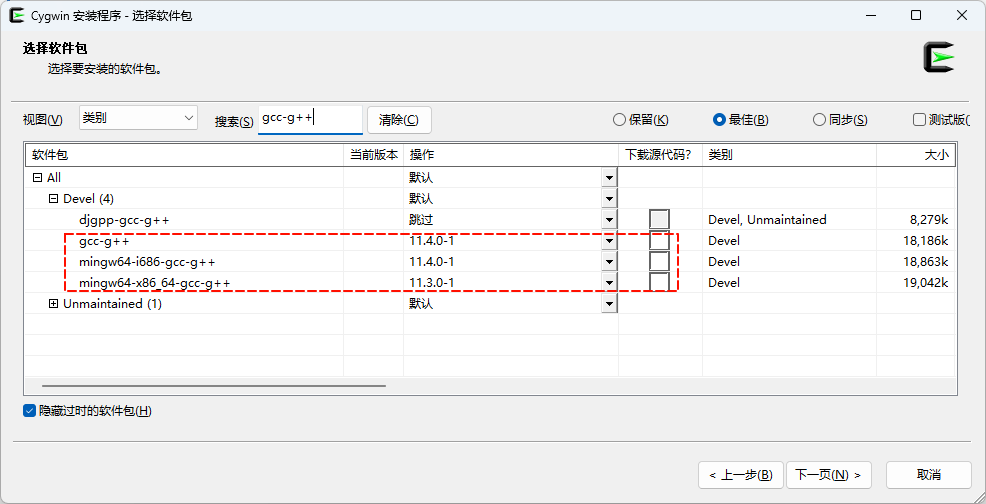 Cygwin 安装程序 - 选择软件包
选择软件包
选择要安装的软件包。
视图(V) 类别 搜索(S) gcc-g++ 清除(C) 保留(K) 最佳(B) 同步(S) 测试版(
软件包 当前版本 操作 下载源代码? 类别 大小
All 默认
Devel (4) 默认
djgpp-gcc-g++ 跳过 Devel, Unmaintained 8,279k
gcc-g++ 11.4.0-1 Devel 18,186k
mingw64-i686-gcc-g++ 11.4.0-1 Devel 18,863k
mingw64-x86_64-gcc-g++ 11.3.0-1 Devel 19,042k
Unmaintained (1) 默认
隐藏过时的软件包(H)
< 上一步(B) 下一页(N) > 取消